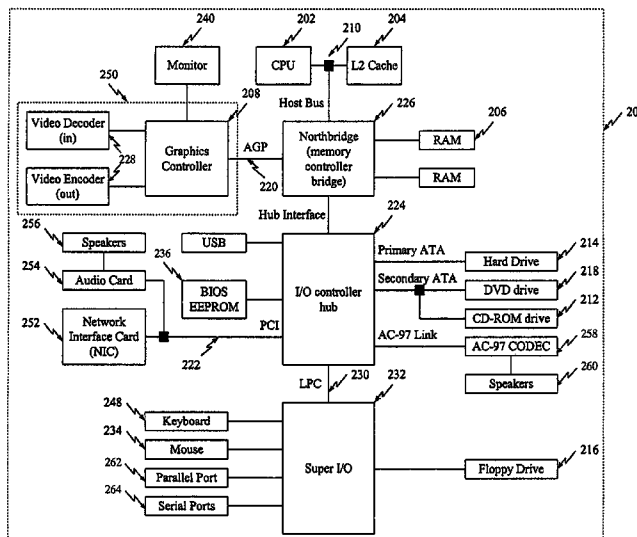 240
202
210
204
Monitor
CPU
L2 Cache
250
208
Host Bus
226
206
20
Video Decoder
(in)
228
Video Encoder
(out)
Graphics
Controller
AGP
220
Northbridge
(memory
controller
bridge)
RAM
RAM
Hub Interface
224
256
Speakers
254
Audio Card
236
USB
BIOS
EEPROM
I/O controller
hub
Primary ATA
Hard Drive
214
Secondary ATA
DVD drive
218
CD-ROM drive
212
252
Network
Interface Card
(NIC)
PCI
222
AC-97 Link
AC-97 CODEC
258
Speakers
260
LPC
230
232
248
Keyboard
234
Mouse
262
Parallel Port
264
Serial Ports
Super I/O
Floppy Drive
216